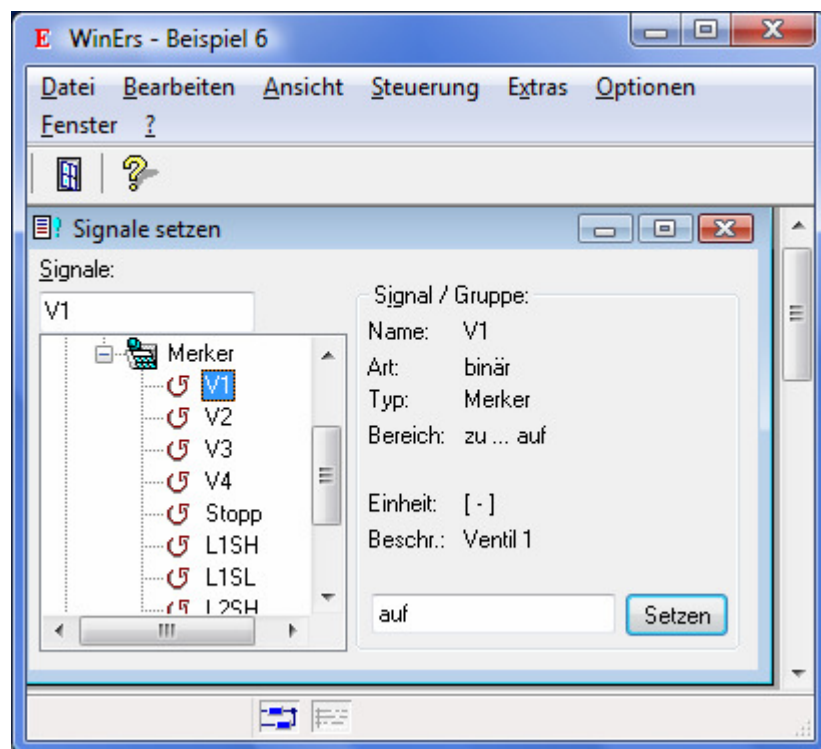 E WinErs - Beispiel 6
Datei Bearbeiten Ansicht Steuerung Extras Optionen
Fenster ?
Signale setzen
Signale:
V1
Merker
V1
V2
V3
V4
Stopp
L1SH
L1SL
L2SH
Signal / Gruppe:
Name: V1
Art: binär
Typ: Merker
Bereich: zu ... auf
Einheit: [ - ]
Beschr.: Ventil 1
auf
Setzen